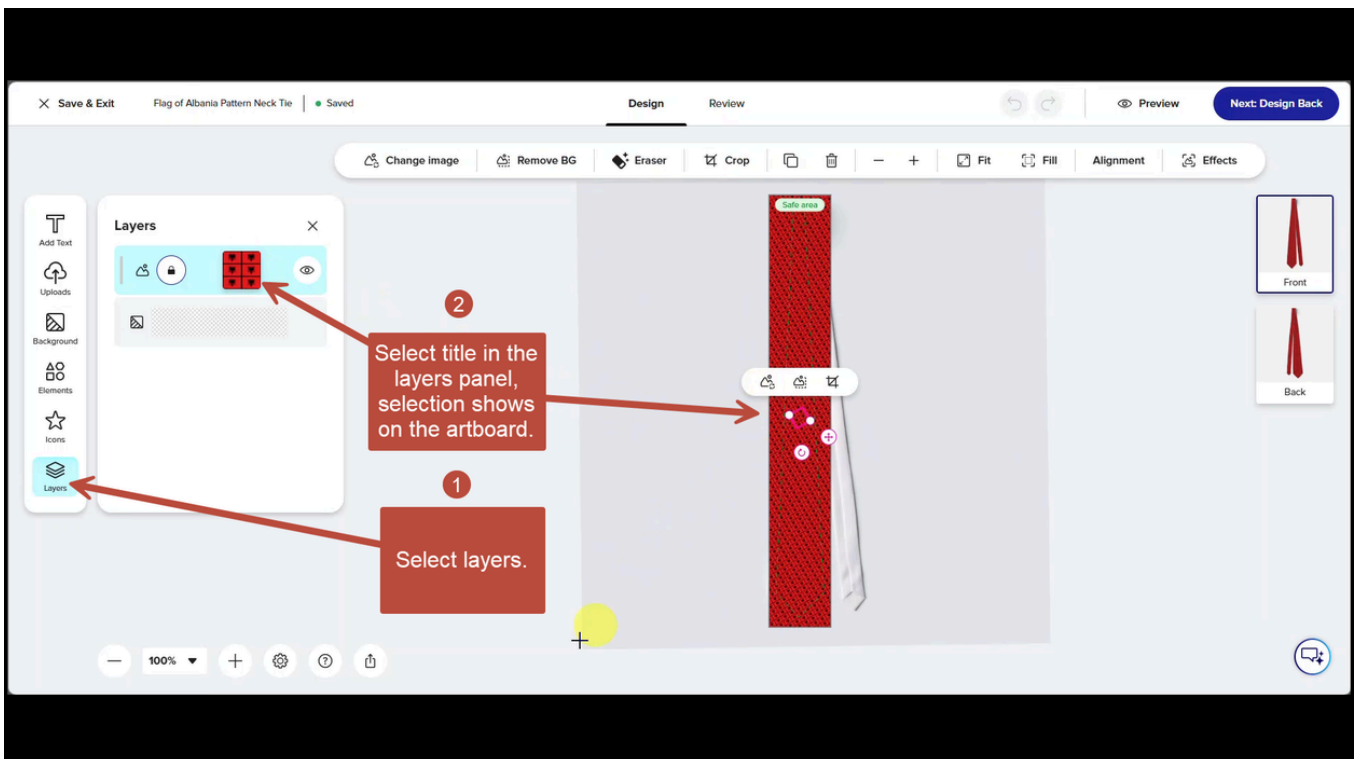 Save & Exit
Flag of Albania Pattern Neck Tie
Saved
Design
Review
Preview
Next: Design Back
Change image
Remove BG
Eraser
Crop
Fit
Fill
Alignment
Effects
Add Text
Uploads
Background
Elements
Icons
Layers
Layers
Safe area
2
Select title in the
layers panel,
selection shows
on the artboard.
1
Select layers.
Front
Back
100%